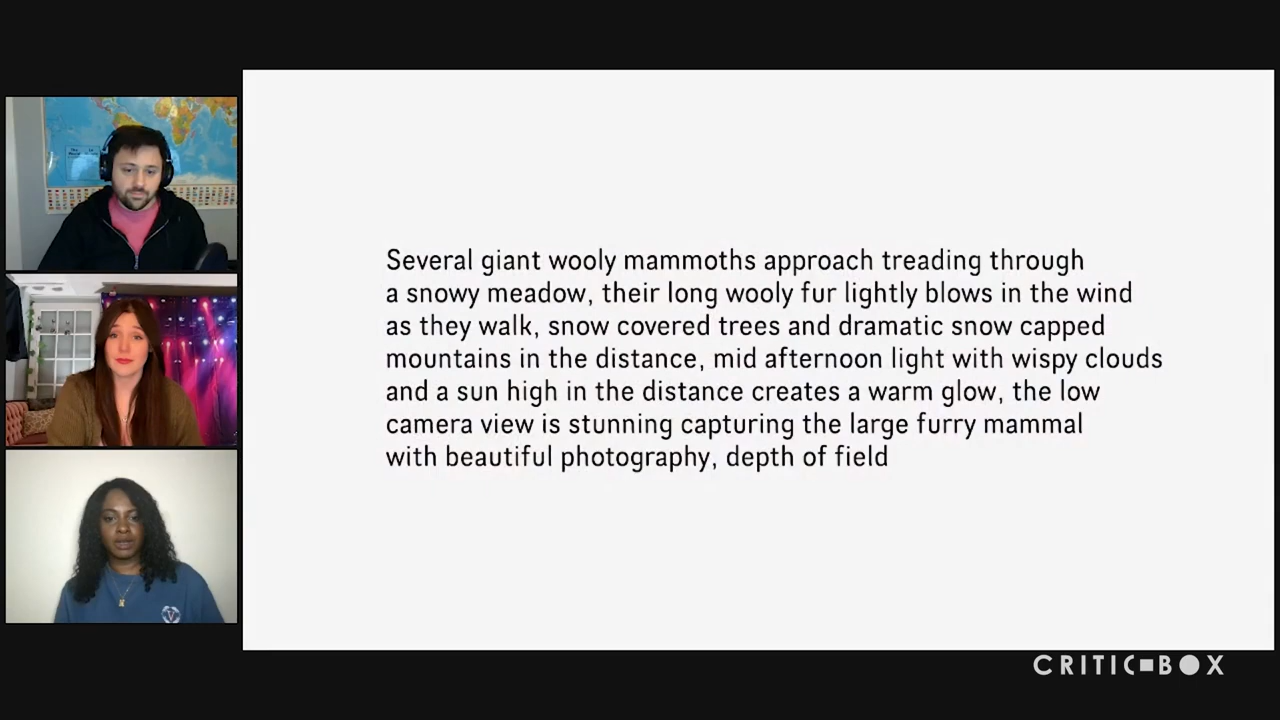 Several giant wooly mammoths approach treading through
a snowy meadow, their long wooly fur lightly blows in the wind
as they walk, snow covered trees and dramatic snow capped
mountains in the distance, mid afternoon light with wispy clouds
and a sun high in the distance creates a warm glow, the low
camera view is stunning capturing the large furry mammal
with beautiful photography, depth of field
CRITIC BOX